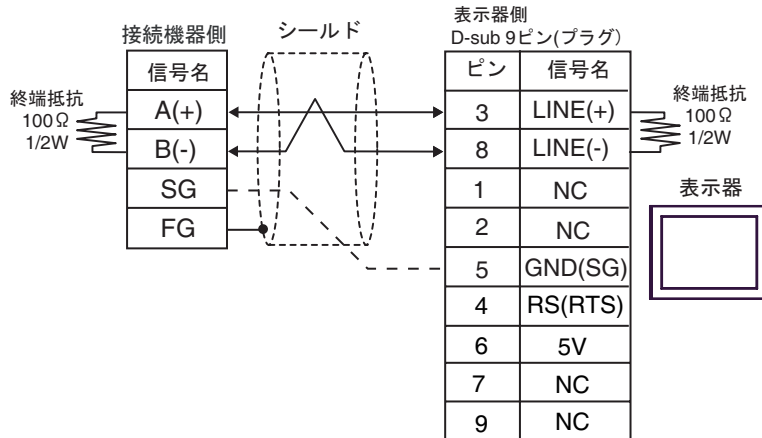 接続機器側
シールド
表示器側
D-sub 9ピン(プラグ)
信号名
A(+)
B(-)
SG
FG
終端抵抗
100Ω
1/2W
ピン 信号名
3 LINE(+)
8 LINE(-)
1 NC
2 NC
5 GND(SG)
4 RS(RTS)
6 5V
7 NC
9 NC
終端抵抗
100Ω
1/2W
表示器